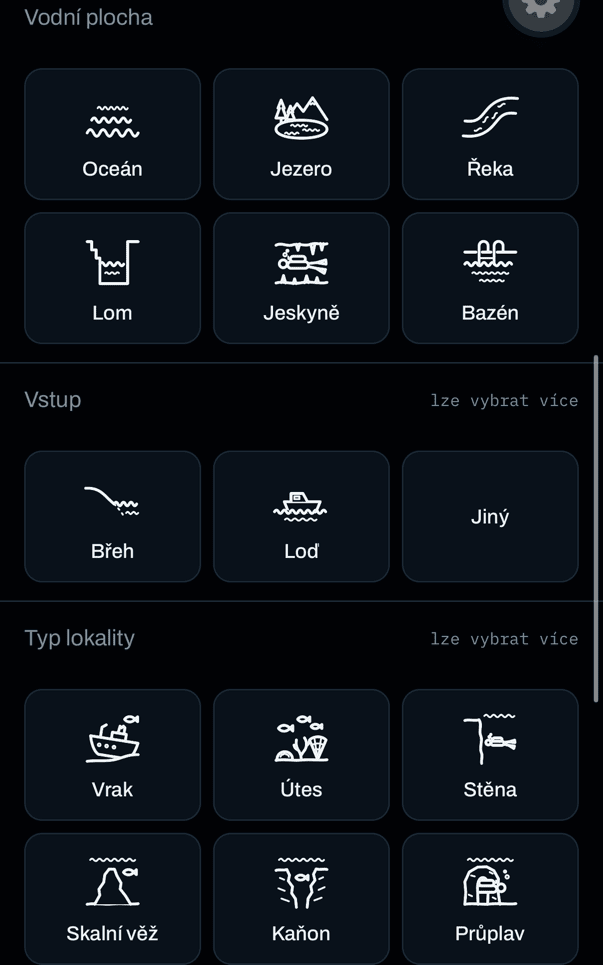 Vodní plocha
Oceán
Jezero
Řeka
Lom
Jeskyně
Bazén
Vstup
lze vybrat více
Břeh
Loď
Jiný
Typ lokality
lze vybrat více
Vrak
Útes
Stěna
Skalní věž
Kaňon
Průplav